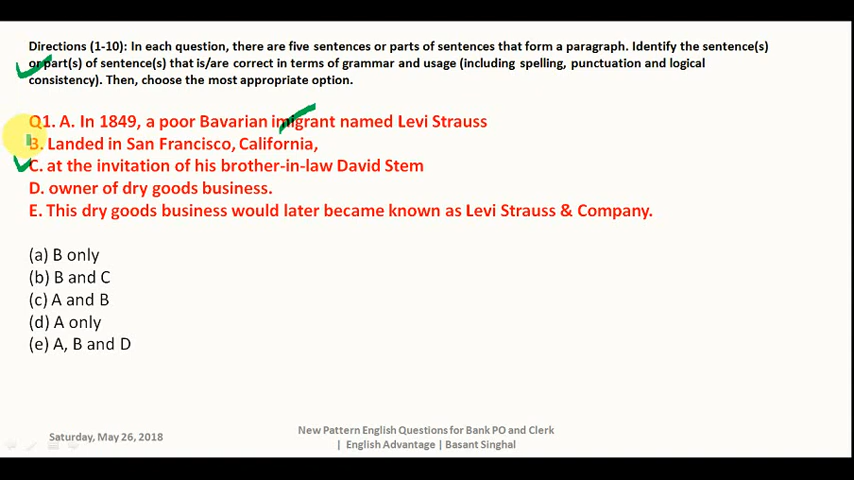 Directions (1-10): In each question, there are five sentences or parts of sentences that form a paragraph. Identify the sentence(s)
or part(s) of sentence(s) that is/are correct in terms of grammar and usage (including spelling, punctuation and logical
consistency). Then, choose the most appropriate option.
Q1. A. In 1849, a poor Bavarian imigrant named Levi Strauss
B. Landed in San Francisco, California,
C. at the invitation of his brother-in-law David Stem
D. owner of dry goods business.
E. This dry goods business would later became known as Levi Strauss & Company.
(a) B only
(b) B and C
(c) A and B
(d) A only
(e) A, B and D
Saturday, May 26, 2018
New Pattern English Questions for Bank PO and Clerk
| English Advantage | Basant Singhal